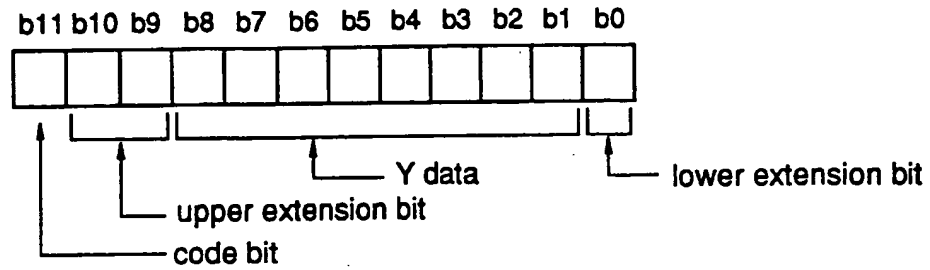 b11 b10 b9 b8 b7 b6 b5 b4 b3 b2 b1 b0
Y data
lower extension bit
upper extension bit
code bit